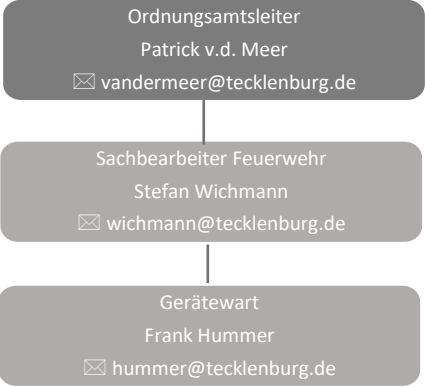 Ordnungsamtsleiter
Patrick v.d. Meer
✉ vandermeer@tecklenburg.de
Sachbearbeiter Feuerwehr
Stefan Wichmann
✉ wichmann@tecklenburg.de
Gerätewart
Frank Hummer
✉ hummer@tecklenburg.de